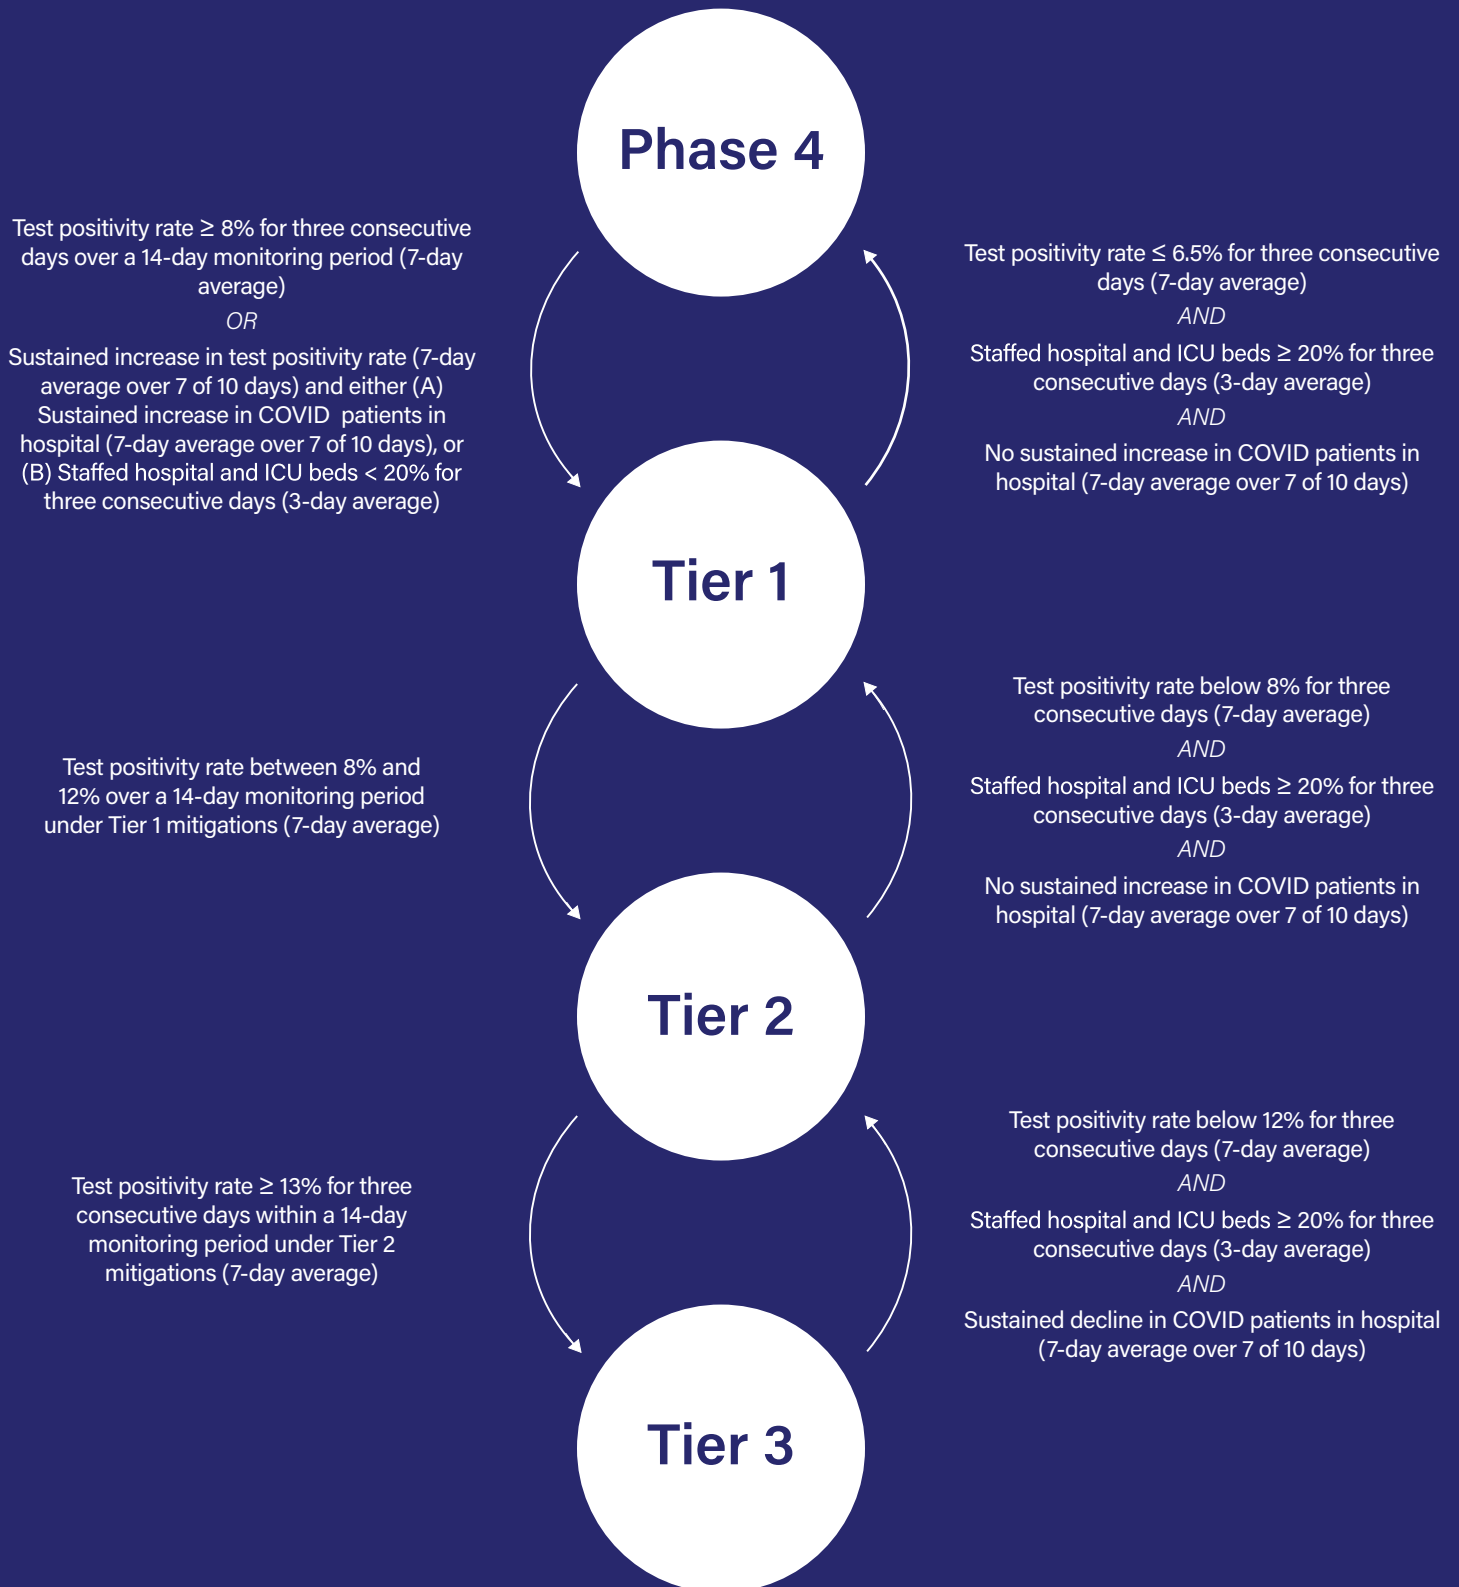 Phase 4
Test positivity rate ≥ 8% for three consecutive
days over a 14-day monitoring period (7-day
average)
OR
Sustained increase in test positivity rate (7-day
average over 7 of 10 days) and either (A)
Sustained increase in COVID  patients in
hospital (7-day average over 7 of 10 days), or
(B) Staffed hospital and ICU beds < 20% for
three consecutive days (3-day average)
Test positivity rate ≤ 6.5% for three consecutive
days (7-day average)
AND
Staffed hospital and ICU beds ≥ 20% for three
consecutive days (3-day average)
AND
No sustained increase in COVID patients in
hospital (7-day average over 7 of 10 days)
Tier 1
Test positivity rate between 8% and
12% over a 14-day monitoring period
under Tier 1 mitigations (7-day average)
Test positivity rate below 8% for three
consecutive days (7-day average)
AND
Staffed hospital and ICU beds ≥ 20% for three
consecutive days (3-day average)
AND
No sustained increase in COVID patients in
hospital (7-day average over 7 of 10 days)
Tier 2
Test positivity rate ≥ 13% for three
consecutive days within a 14-day
monitoring period under Tier 2
mitigations (7-day average)
Test positivity rate below 12% for three
consecutive days (7-day average)
AND
Staffed hospital and ICU beds ≥ 20% for three
consecutive days (3-day average)
AND
Sustained decline in COVID patients in hospital
(7-day average over 7 of 10 days)
Tier 3